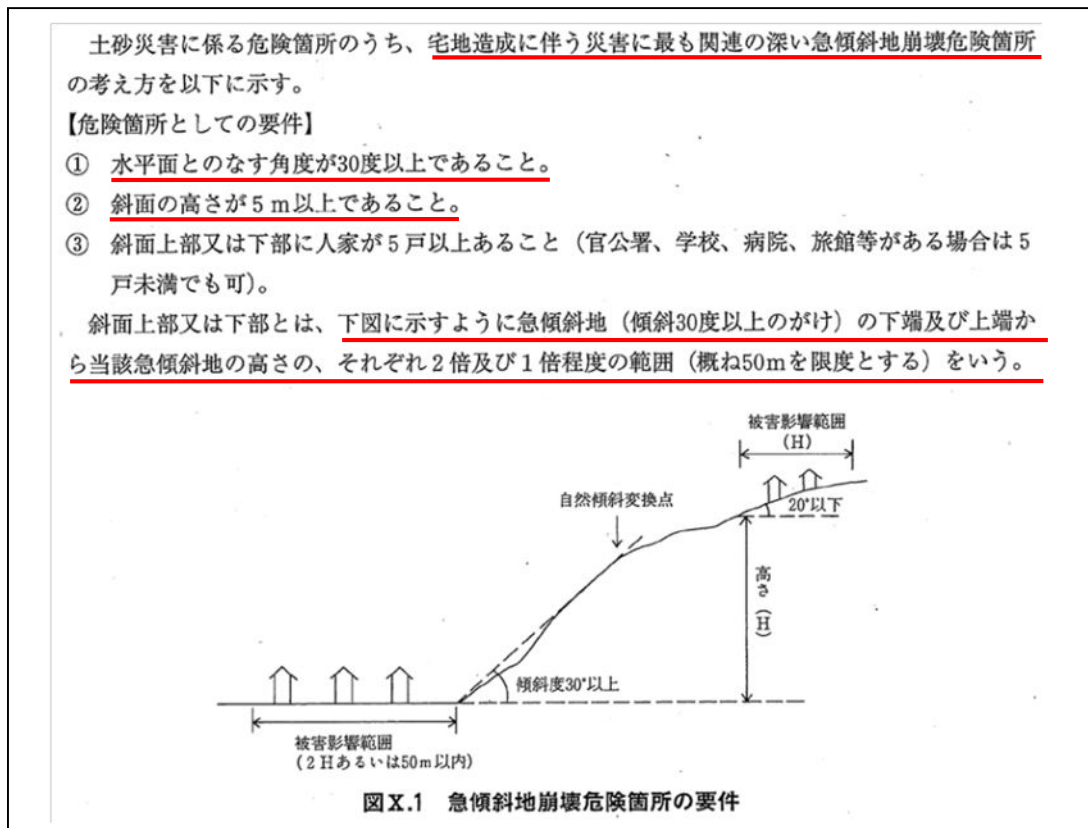 土砂災害に係る危険箇所のうち、宅地造成に伴う災害に最も関連の深い急傾斜地崩壊危険箇所
の考え方を以下に示す。
【危険箇所としての要件】
① 水平面とのなす角度が30度以上であること。
② 斜面の高さが5m以上であること。
③ 斜面上部又は下部に人家が5戸以上あること（官公署、学校、病院、旅館等がある場合は5
戸未満でも可）。
斜面上部又は下部とは、下図に示すように急傾斜地（傾斜30度以上のがけ）の下端及び上端か
ら当該急傾斜地の高さの、それぞれ2倍及び1倍程度の範囲（概ね50mを限度とする）をいう。
被害影響範囲
(H)
自然傾斜変換点
20°以下
高さ(H)
傾斜度30°以上
被害影響範囲
(2Hあるいは50m以内)
図X.1 急傾斜地崩壊危険箇所の要件